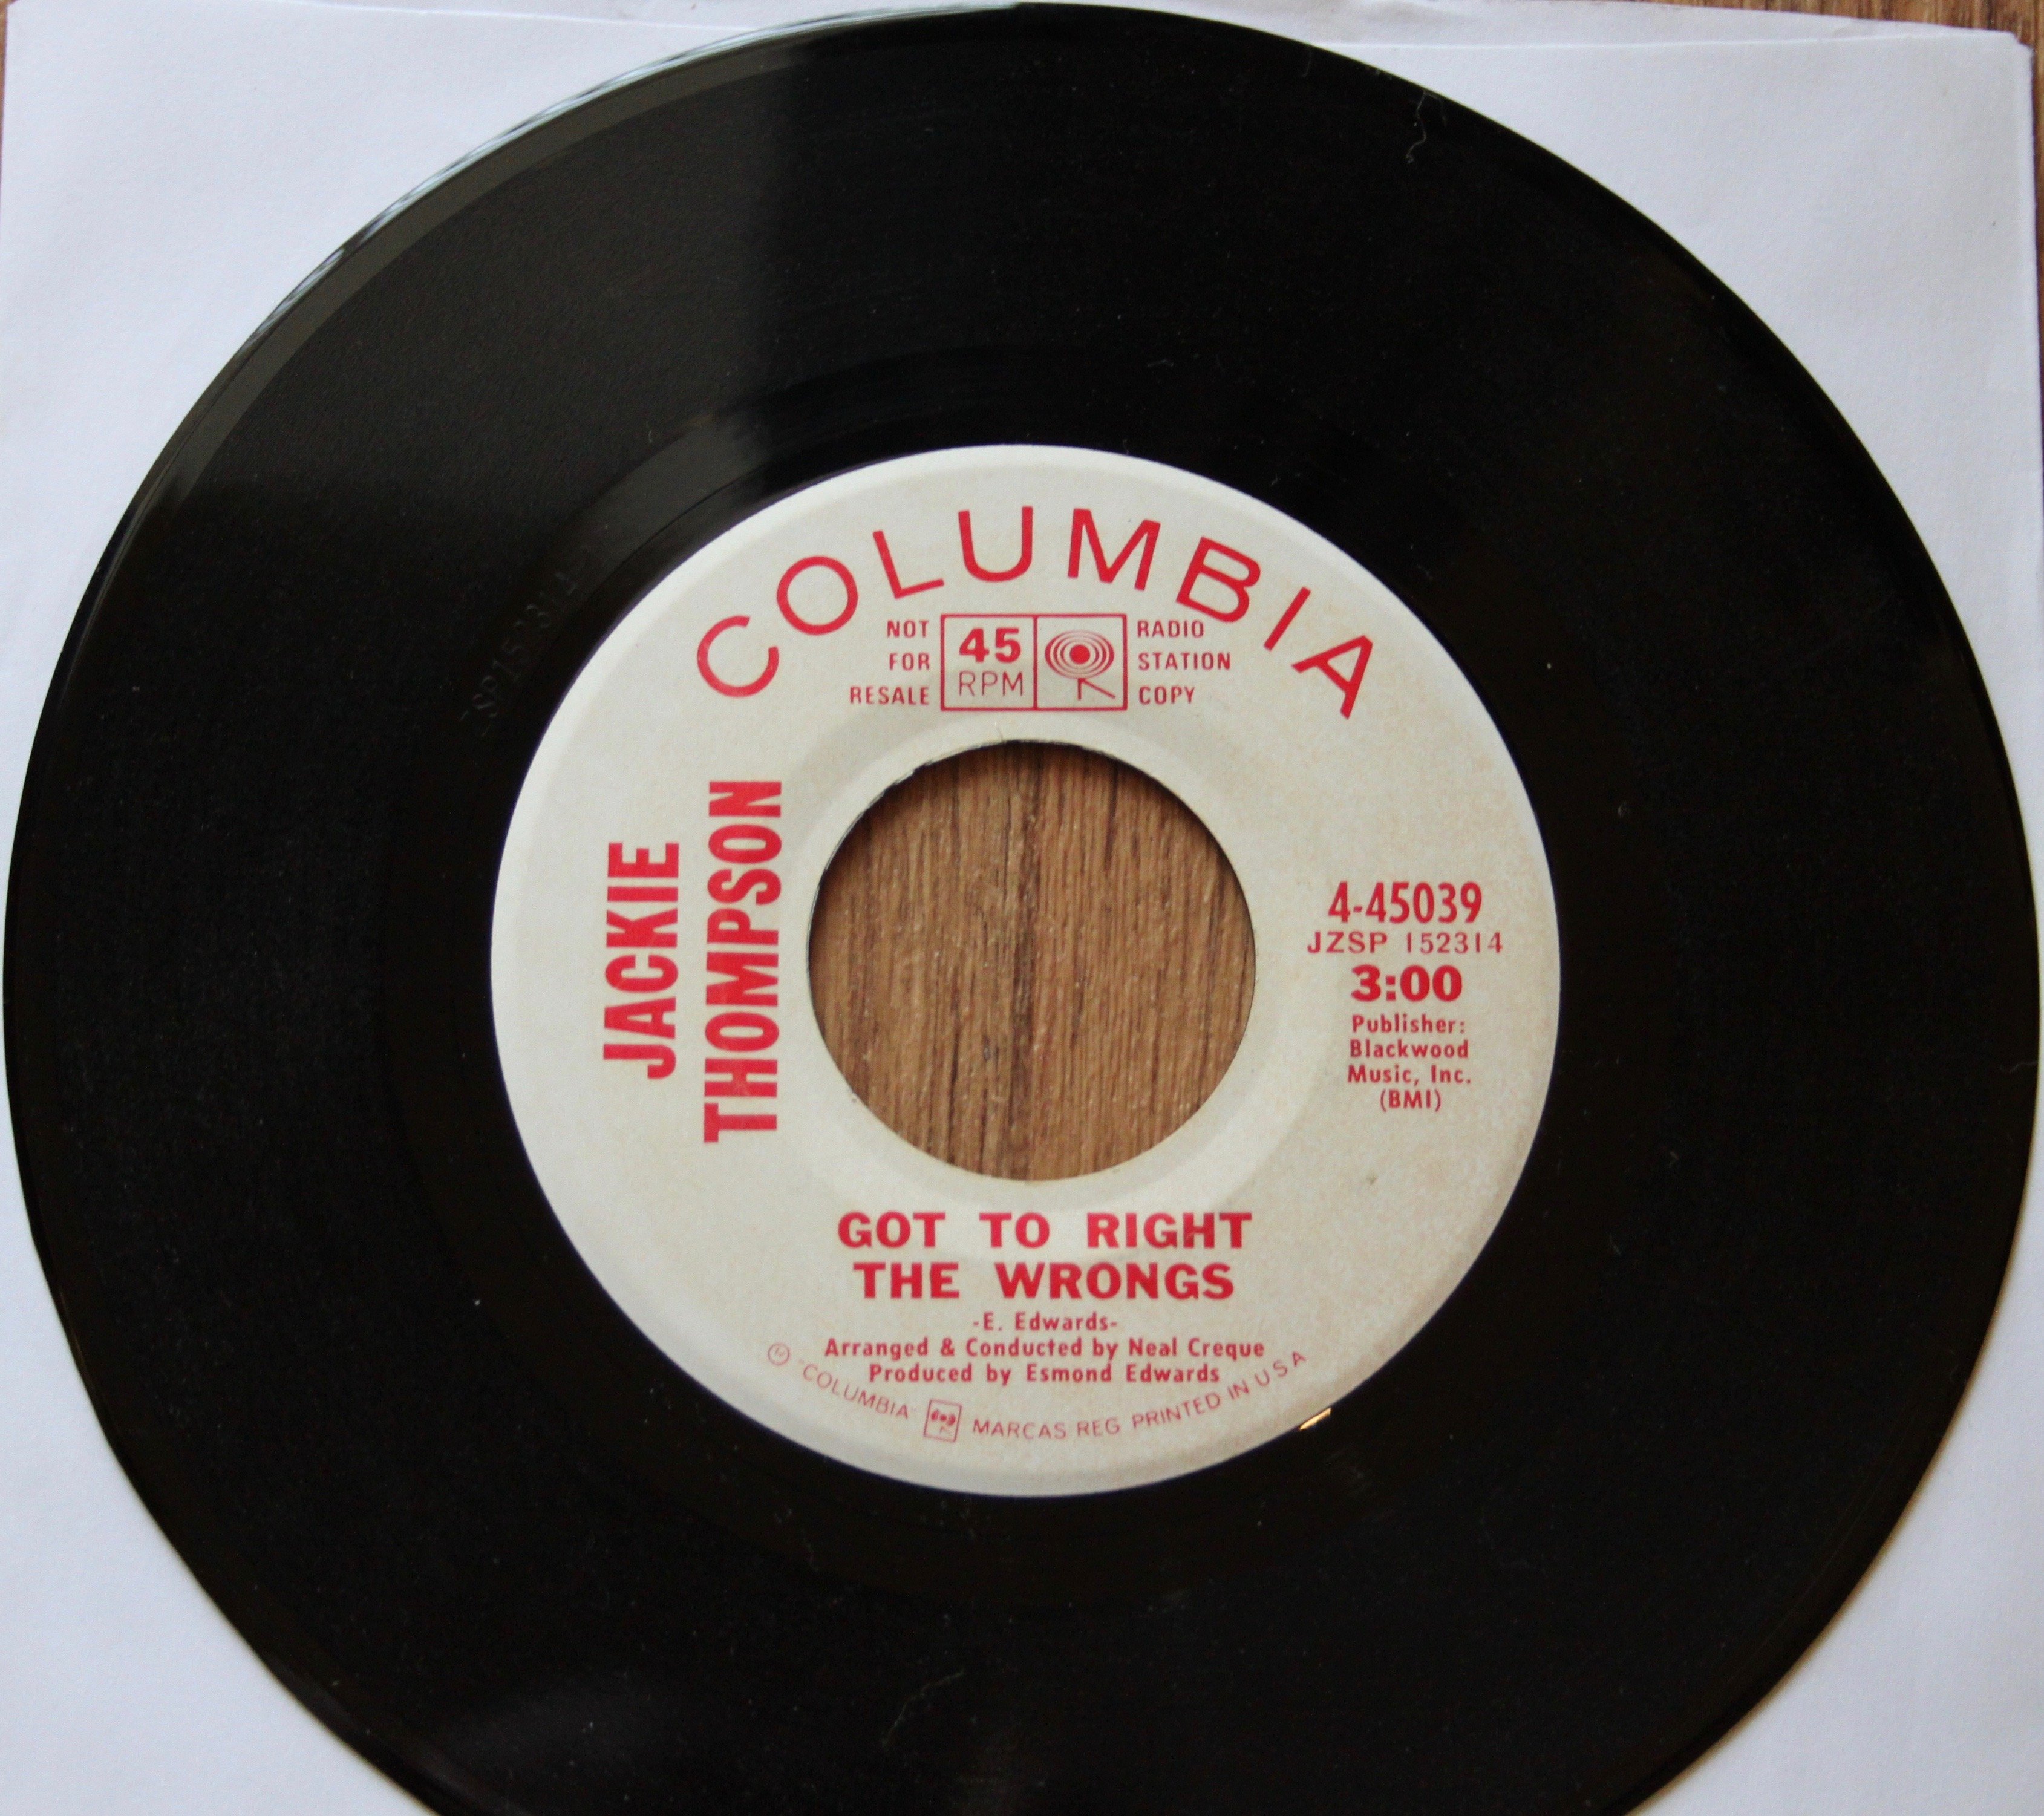 COLUMBIA
NOT FOR RESALE
45 RPM
RADIO STATION COPY
JACKIE
THOMPSON
4-45039
JZSP 152314
3:00
Publisher:
Blackwood
Music, Inc.
(BMI)
GOT TO RIGHT
THE WRONGS
-E. Edwards-
Arranged & Conducted by Neal Creque
Produced by Esmond Edwards
"COLUMBIA" MARCAS REG PRINTED IN U S A